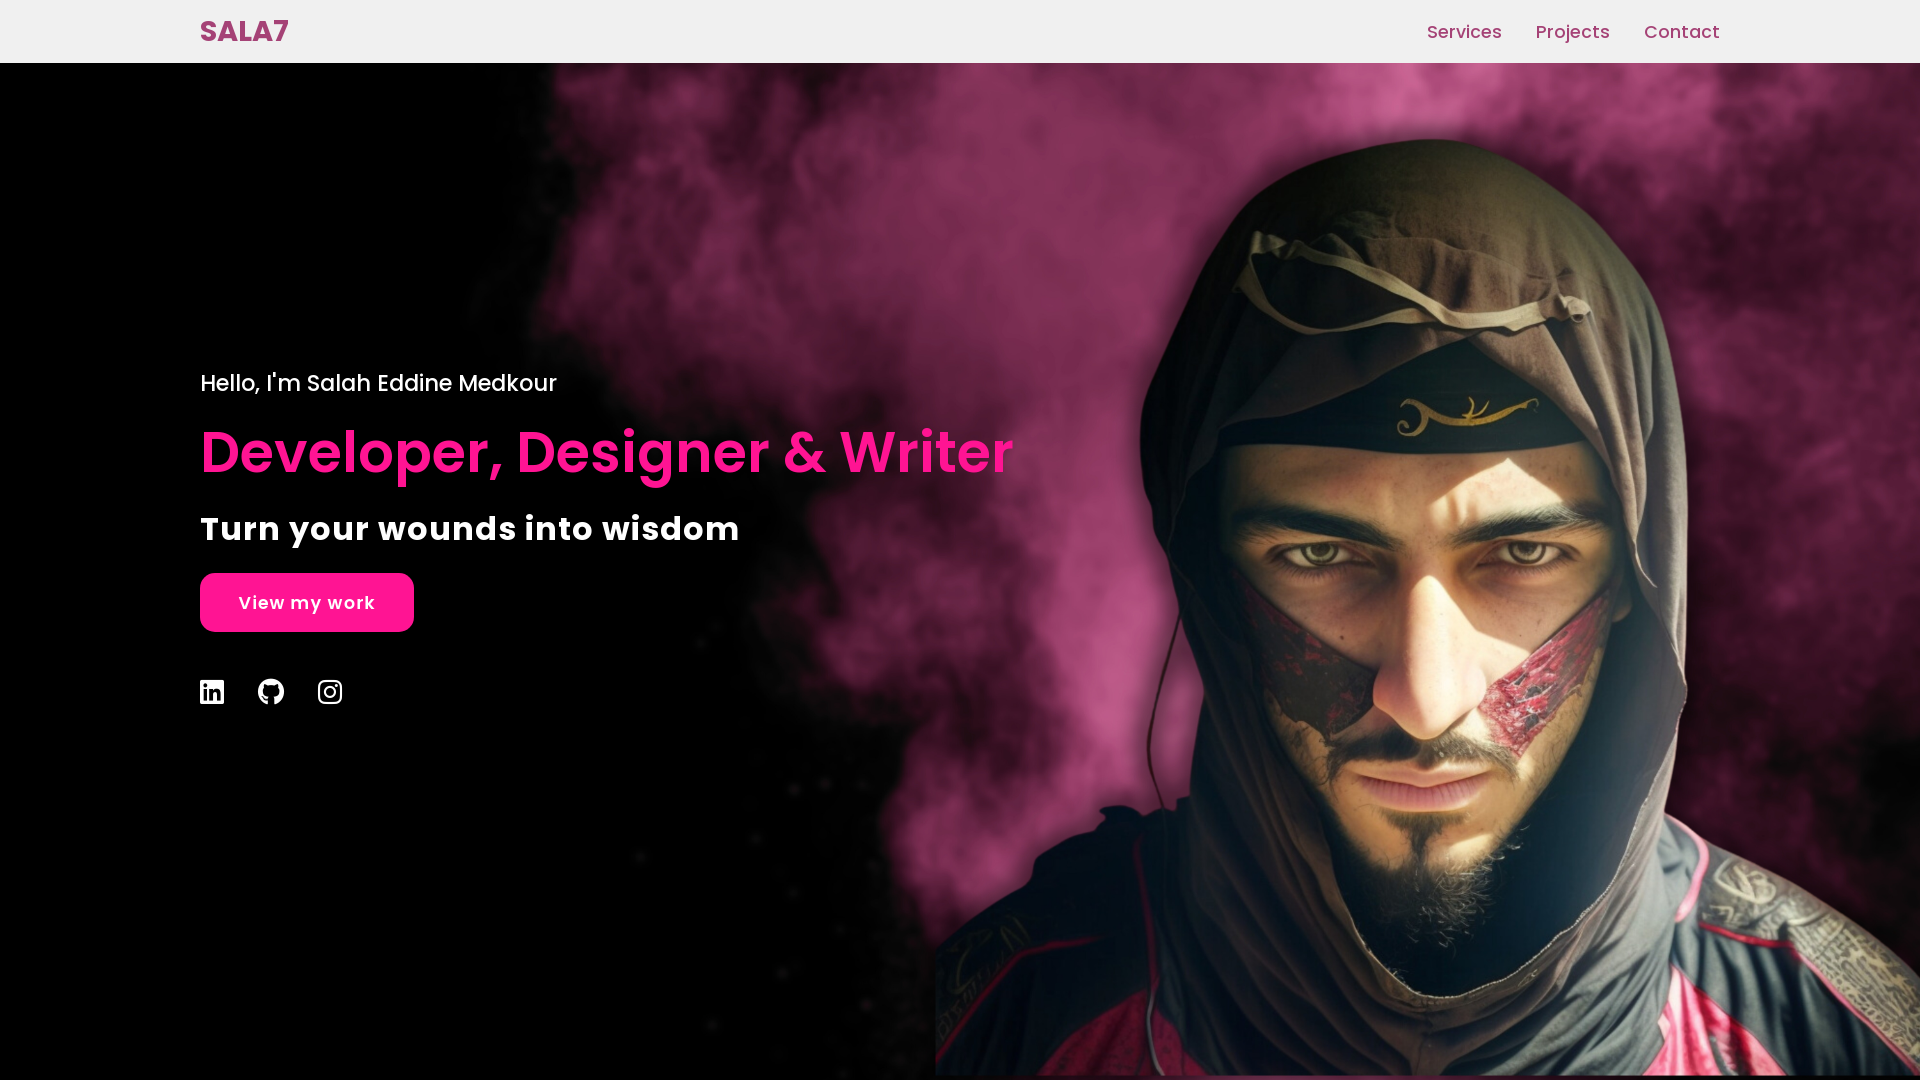 SALA7
Services Projects Contact
Hello, I'm Salah Eddine Medkour
Developer, Designer & Writer
Turn your wounds into wisdom
View my work